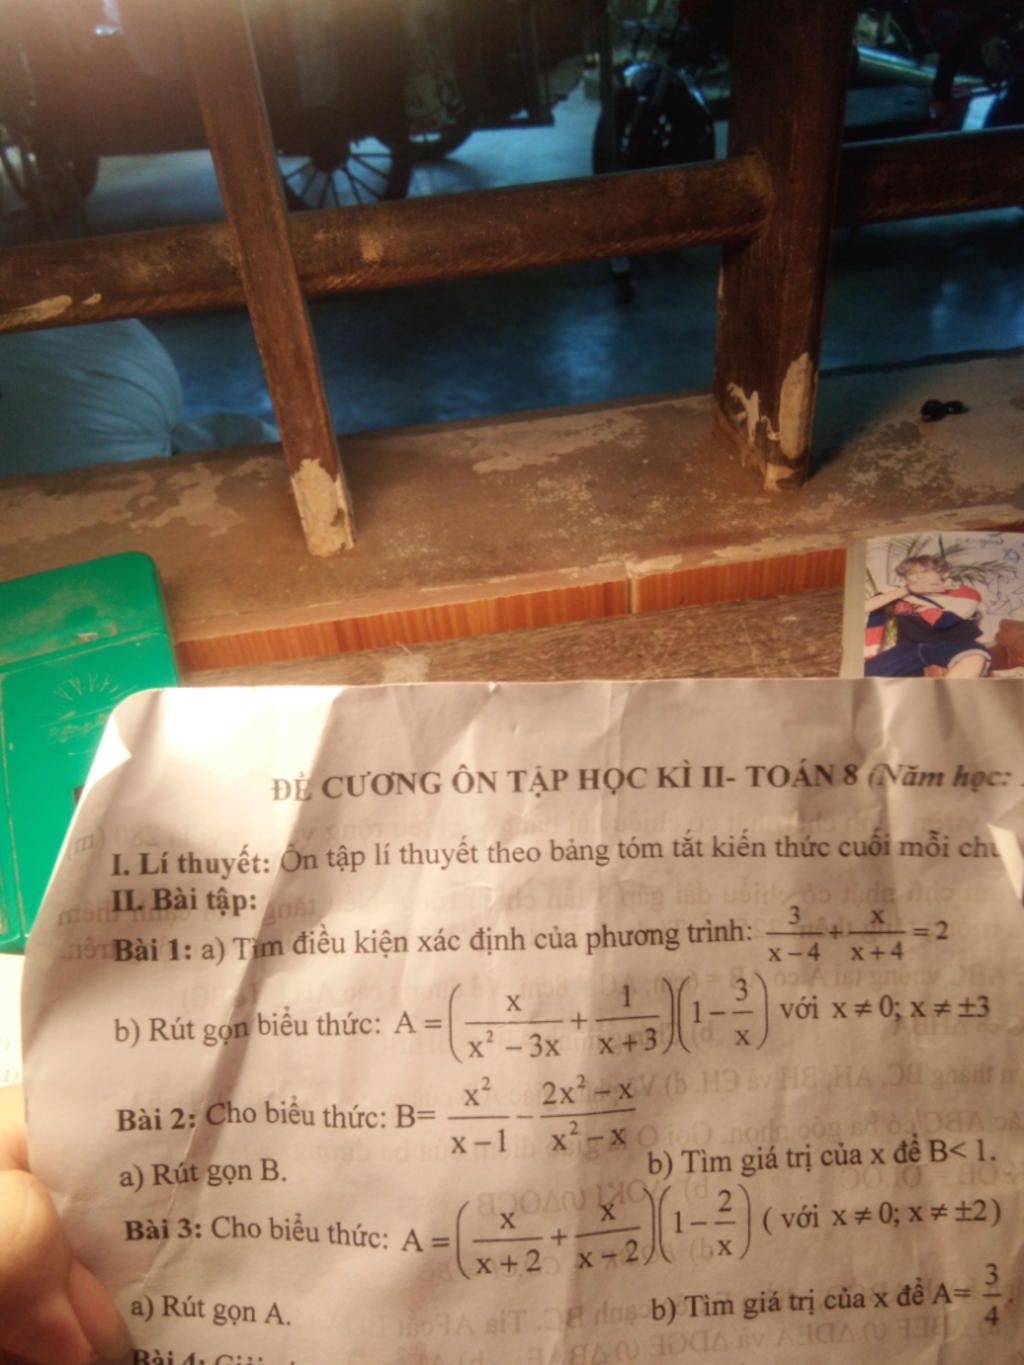 ĐỀ CƯƠNG ÔN TẬP HỌC KÌ II- TOÁN 8 (Năm học:
I. Lí thuyết: Ôn tập lí thuyết theo bảng tóm tắt kiến thức cuối mỗi
II. Bài tập:
Bài 1: a) Tìm điều kiện xác định của phương trình: 3/(x − 4) + x/(x + 4) = 2
b) Rút gọn biểu thức: A = (x/(x² − 3x) + 1/(x + 3))(1 − 3/x) với x ≠ 0; x ≠ ±3
Bài 2: Cho biểu thức: B= x²/(x − 1) − (2x² − x)/(x² − x)
a) Rút gọn B. b) Tìm giá trị của x để B< 1.
Bài 3: Cho biểu thức: A = (x/(x + 2) + x/(x − 2))(1 − 2/x) ( với x ≠ 0; x ≠ ±2)
a) Rút gọn A. b) Tìm giá trị của x để A= 3/4.
Bài 4: